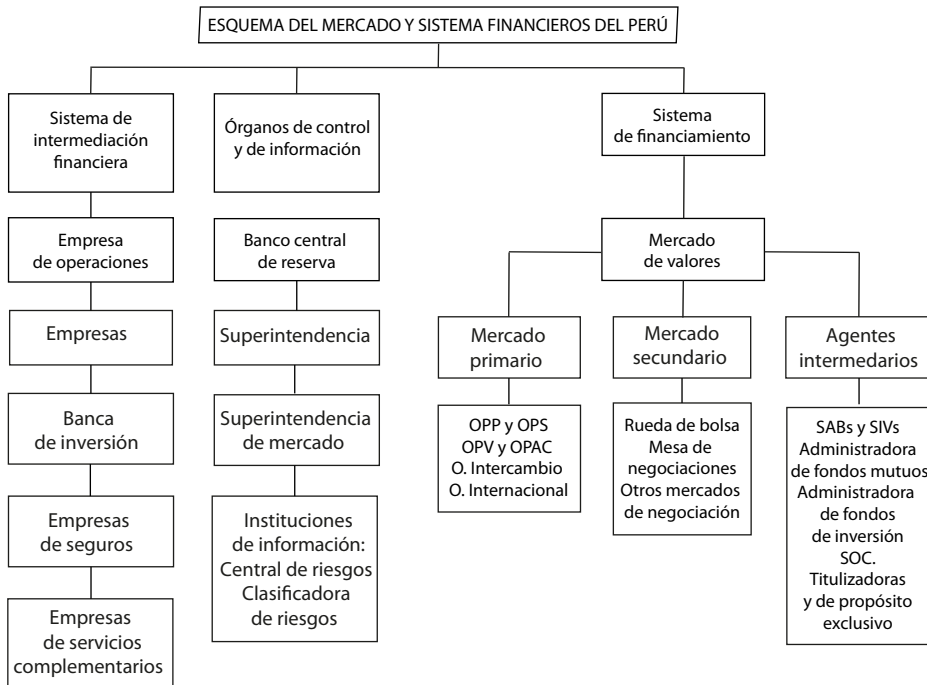 ESQUEMA DEL MERCADO Y SISTEMA FINANCIEROS DEL PERÚ
Sistema de
intermediación
financiera
Empresa
de operaciones
Empresas
Banca
de inversión
Empresas
de seguros
Empresas
de servicios
complementarios
Órganos de control
y de información
Banco central
de reserva
Superintendencia
Superintendencia
de mercado
Instituciones
de información:
Central de riesgos
Clasificadora
de riesgos
Sistema
de financiamiento
Mercado
de valores
Mercado
primario
OPP y OPS
OPV y OPAC
O. Intercambio
O. Internacional
Mercado
secundario
Rueda de bolsa
Mesa de
negociaciones
Otros mercados
de negociación
Agentes
intermedarios
SABs y SIVs
Administradora
de fondos mutuos
Administradora
de fondos
de inversión
SOC.
Titulizadoras
y de propósito
exclusivo